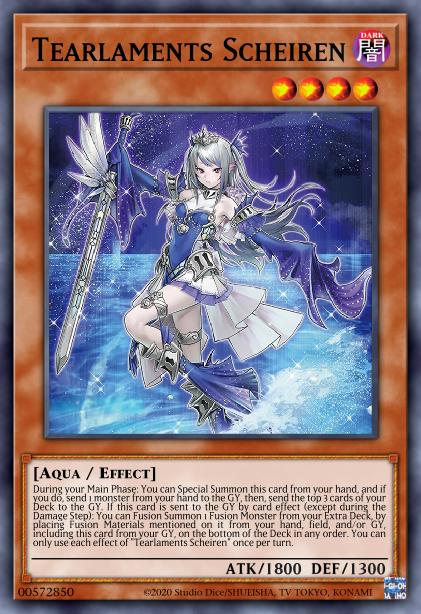 TEARLAMENTS SCHEIREN
DARK
闇
[AQUA / EFFECT]
During your Main Phase: You can Special Summon this card from your hand, and if
you do, send 1 monster from your hand to the GY, then, send the top 3 cards of your
Deck to the GY. If this card is sent to the GY by card effect (except during the
Damage Step): You can Fusion Summon 1 Fusion Monster from your Extra Deck, by
placing Fusion Materials mentioned on it from your hand, field, and/or GY,
including this card from your GY, on the bottom of the Deck in any order. You can
only use each effect of "Tearlaments Scheiren" once per turn.
ATK/1800 DEF/1300
00572850
©2020 Studio Dice/SHUEISHA, TV TOKYO, KONAMI